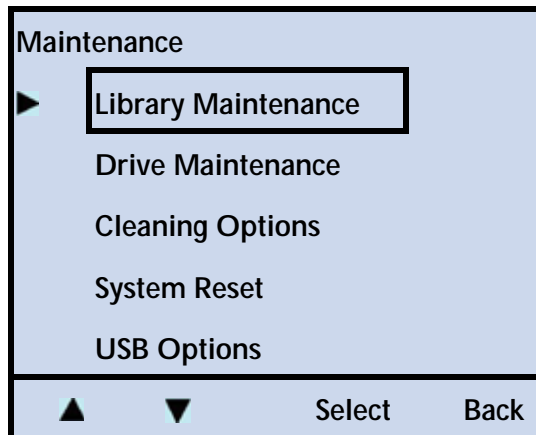 Maintenance
Library Maintenance
Drive Maintenance
Cleaning Options
System Reset
USB Options
Select Back